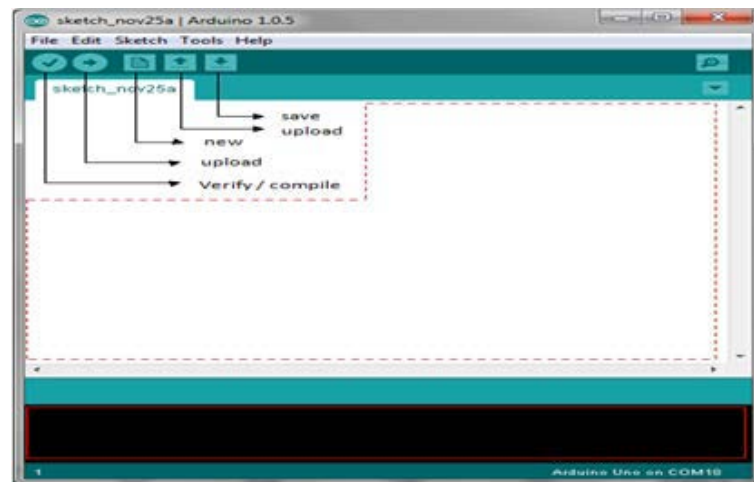 sketch_nov25a | Arduino 1.0.5
File Edit Sketch Tools Help
sketch_nov25a
save
upload
new
upload
Verify / compile
1
Arduino Uno on COM10